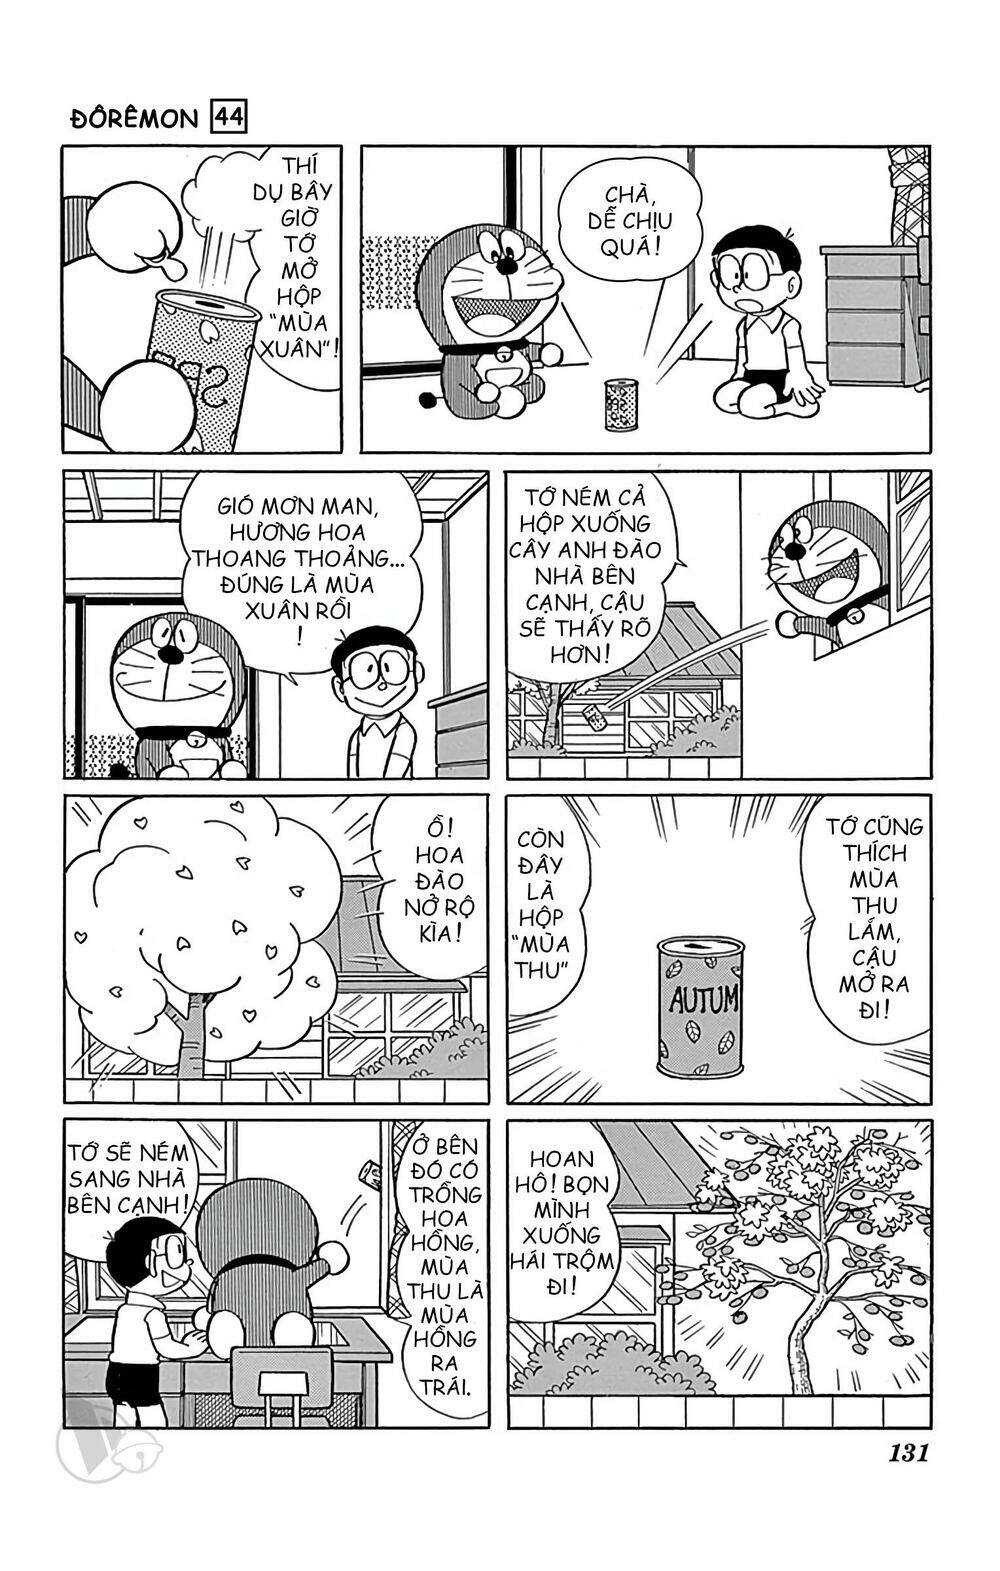 ĐÔRÊMON 44
THÍ
DỤ BÂY
GIỜ
TỚ
MỞ
HỘP
“MÙA
XUÂN”!
SPR
CHÀ,
DỄ CHỊU
QUÁ!
GIÓ MƠN MAN,
HƯƠNG HOA
THOANG THOẢNG...
ĐÚNG LÀ MÙA
XUÂN RỒI
!
TỚ NÉM CẢ
HỘP XUỐNG
CÂY ANH ĐÀO
NHÀ BÊN
CẠNH, CẬU
SẼ THẤY RÕ
HƠN!
Ồ!
HOA
ĐÀO
NỞ RỘ
KÌA!
CÒN
ĐÂY
LÀ
HỘP
“MÙA
THU”
AUTUM
TỚ CŨNG
THÍCH
MÙA
THU
LẮM,
CẬU
MỞ RA
ĐI!
TỚ SẼ NÉM
SANG NHÀ
BÊN CẠNH!
Ở BÊN
ĐÓ CÓ
TRỒNG
HOA
HỒNG,
MÙA
THU LÀ
MÙA
HỒNG
RA
TRÁI.
HOAN
HÔ! BỌN
MÌNH
XUỐNG
HÁI TRỘM
ĐI!
131